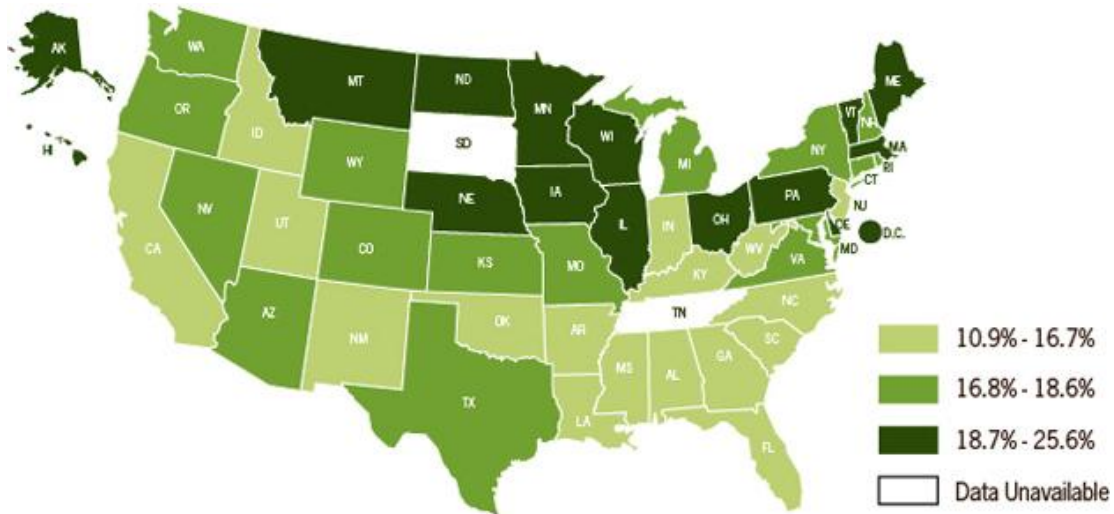 AK
WA
MT
ND
ME
MN
VT
OR
NH
ID
WI
SD
HI
WY
MI
NY
MA
RI
CT
IA
PA
NE
NJ
NV
OH
UT
IL
IN
DE
D.C.
CA
CO
WV
MD
KS
MO
VA
KY
NC
TN
AZ
OK
NM
AR
SC
10.9% - 16.7%
MS
AL
GA
16.8% - 18.6%
TX
LA
18.7% - 25.6%
FL
Data Unavailable